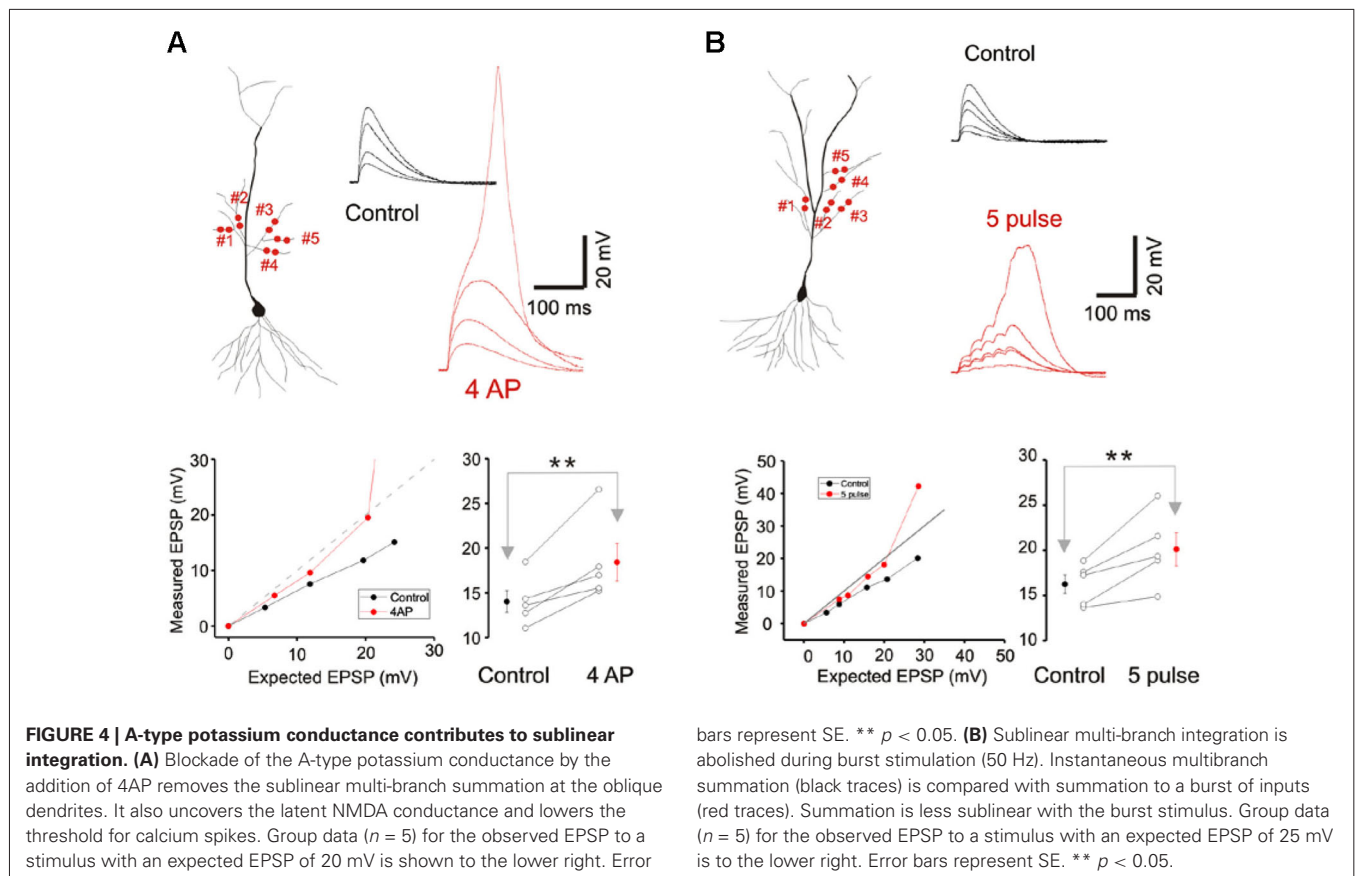 A
B
Control
#2
#3
#1
#5
#4
Control
20 mV
100 ms
4 AP
#5
#4
#1
#2
#3
5 pulse
20 mV
100 ms
30
20
10
0
Measured EPSP (mV)
Control
4AP
0
10
20
30
Expected EPSP (mV)
30
25
20
15
10
**
Control
4 AP
50
40
30
20
10
0
Measured EPSP (mV)
Control
5 pulse
0
10
20
30
40
50
Expected EPSP (mV)
30
25
20
15
10
**
Control
5 pulse
FIGURE 4 | A-type potassium conductance contributes to sublinear
integration. (A) Blockade of the A-type potassium conductance by the
addition of 4AP removes the sublinear multi-branch summation at the oblique
dendrites. It also uncovers the latent NMDA conductance and lowers the
threshold for calcium spikes. Group data (n = 5) for the observed EPSP to a
stimulus with an expected EPSP of 20 mV is shown to the lower right. Error
bars represent SE. ** p < 0.05. (B) Sublinear multi-branch integration is
abolished during burst stimulation (50 Hz). Instantaneous multibranch
summation (black traces) is compared with summation to a burst of inputs
(red traces). Summation is less sublinear with the burst stimulus. Group data
(n = 5) for the observed EPSP to a stimulus with an expected EPSP of 25 mV
is to the lower right. Error bars represent SE. ** p < 0.05.